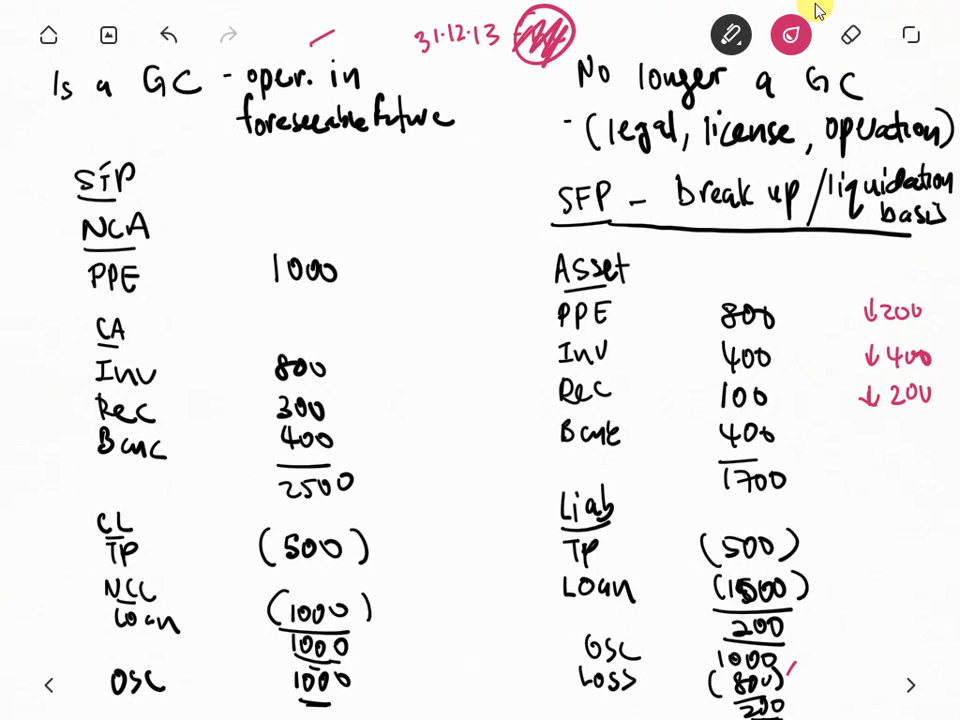 31.12.13
Is a GC - oper. in
foreseeable future
SFP
NCA
PPE 1000
CA
Inv 800
Rec 300
Banc 400
2500
CL
TP (500)
NCL
Loan (1000)
1000
OSC 1000
No longer a GC
- (legal, license, operation)
SFP - Break up / liquidation
basis
Asset
PPE 800 ↓200
Inv 400 ↓400
Rec 100 ↓200
Bank 400
1700
Liab
TP (500)
Loan (1000)
200
OSC 1000
Loss (800)
200